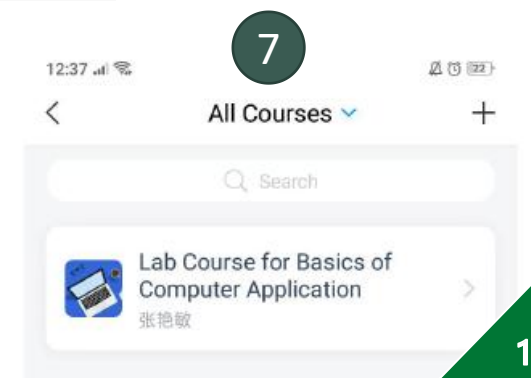 7
12:37
22
All Courses
Search
Lab Course for Basics of
Computer Application
张艳敏
1